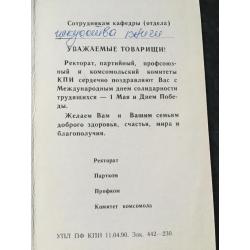 Сотрудникам кафедры (отдела)
искусства книги
УВАЖАЕМЫЕ ТОВАРИЩИ!
Ректорат, партийный, профсоюз-
ный и комсомольский комитеты
КПИ сердечно поздравляют Вас с
Международным днем солидарности
трудящихся — 1 Мая и Днем Побе-
ды.
Желаем Вам и Вашим семьям
доброго здоровья, счастья, мира и
благополучия.
Ректорат
Партком
Профком
Комитет комсомола
УПЛ ПФ КПИ 11.04.90. Зак. 442—230.